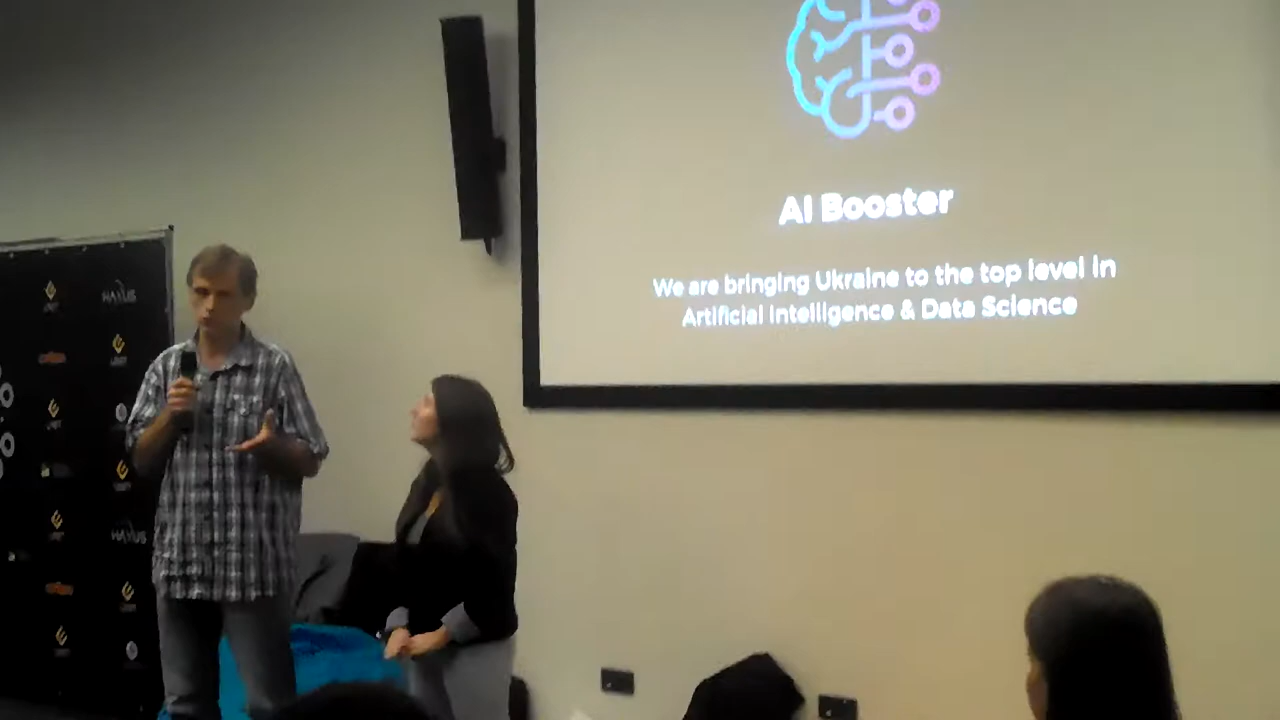 AI Booster
We are bringing Ukraine to the top level in
Artificial Intelligence & Data Science